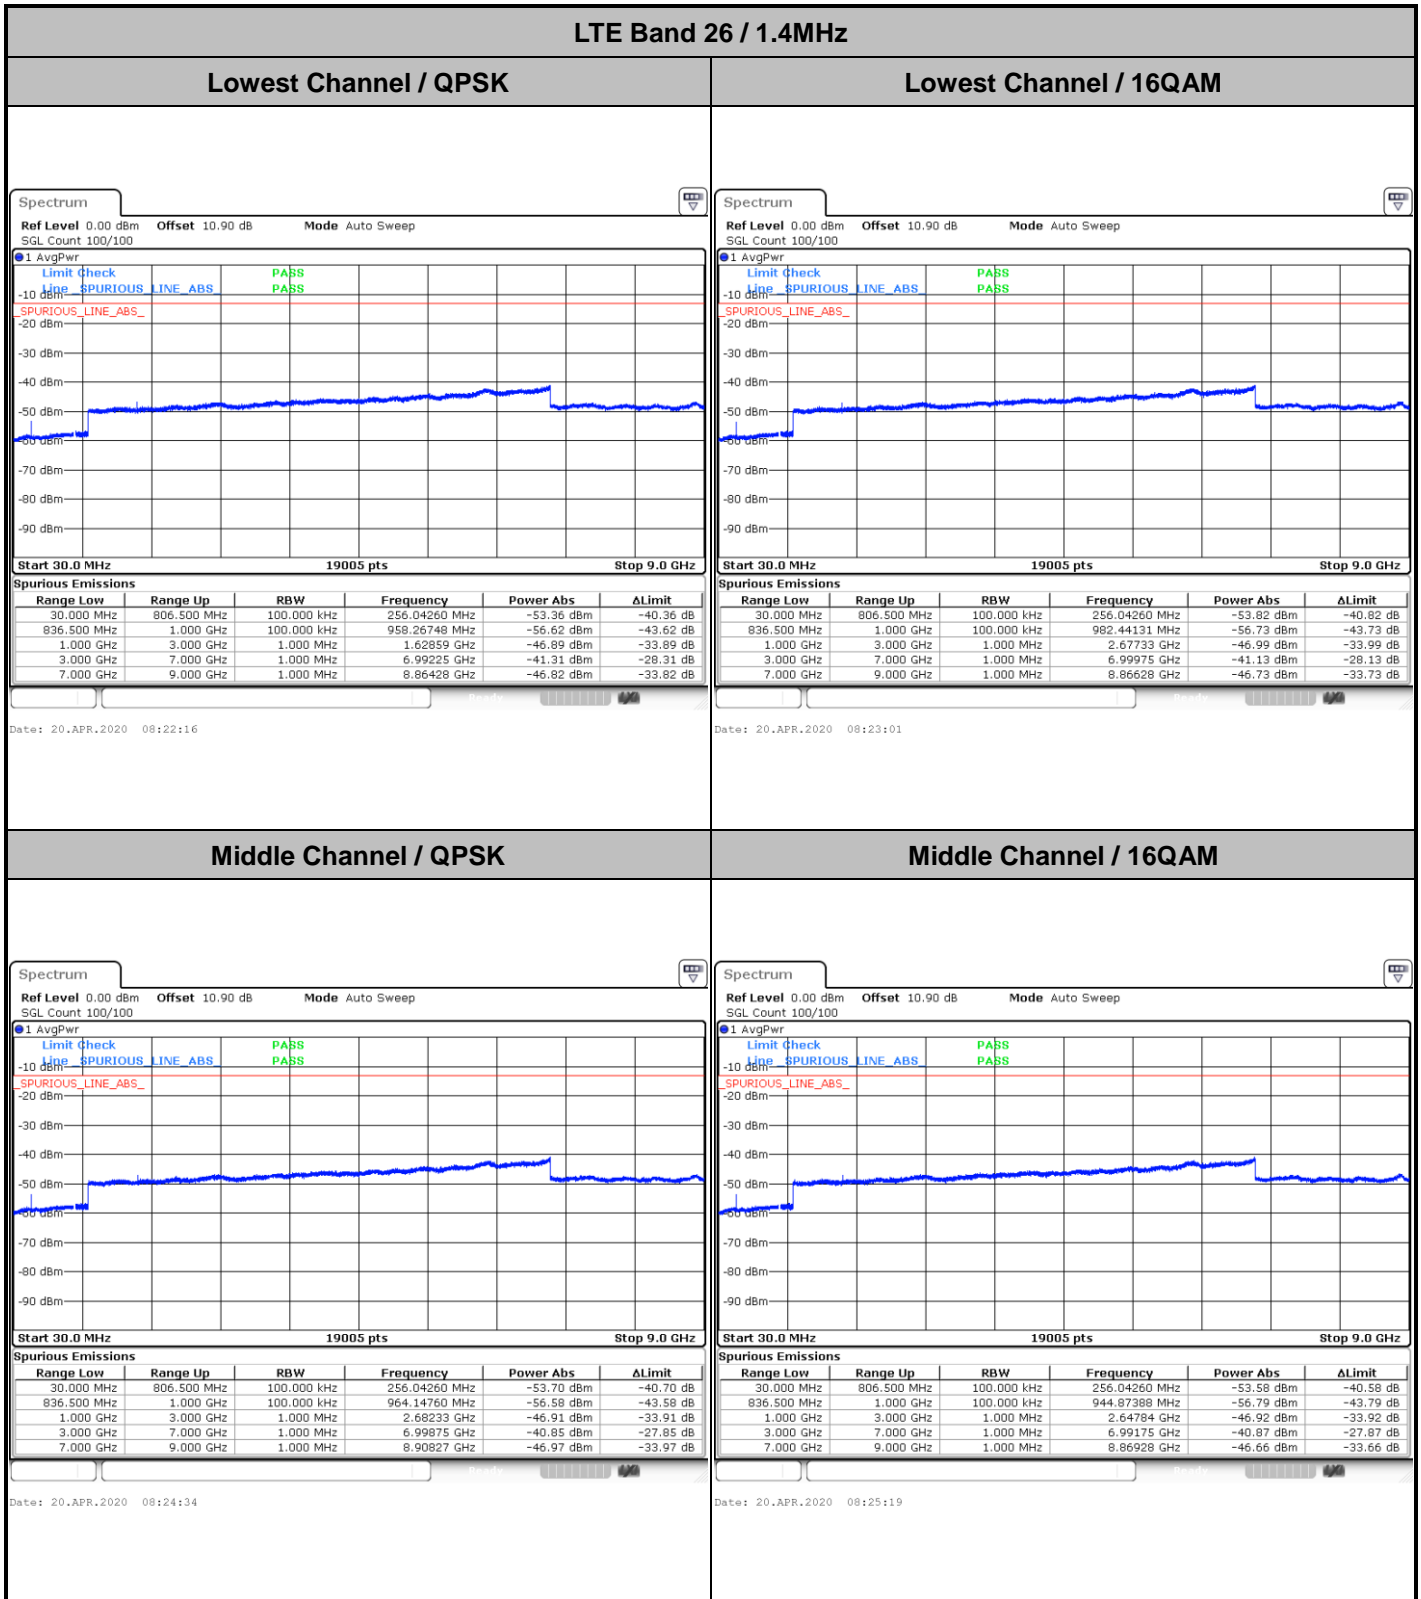 LTE Band 26 / 1.4MHz
Lowest Channel / QPSK
Lowest Channel / 16QAM
Spectrum
Ref Level 0.00 dBm Offset 10.90 dB Mode Auto Sweep
SGL Count 100/100
1 AvgPwr
Limit Check PASS
Line _SPURIOUS_LINE_ABS_ PASS
-10 dBm
_SPURIOUS_LINE_ABS_
-20 dBm
-30 dBm
-40 dBm
-50 dBm
-60 dBm
-70 dBm
-80 dBm
-90 dBm
Start 30.0 MHz 19005 pts Stop 9.0 GHz
Spurious Emissions
Range Low Range Up RBW Frequency Power Abs ΔLimit
30.000 MHz 806.500 MHz 100.000 kHz 256.04260 MHz -53.36 dBm -40.36 dB
836.500 MHz 1.000 GHz 100.000 kHz 958.26748 MHz -56.62 dBm -43.62 dB
1.000 GHz 3.000 GHz 1.000 MHz 1.62859 GHz -46.89 dBm -33.89 dB
3.000 GHz 7.000 GHz 1.000 MHz 6.99225 GHz -41.31 dBm -28.31 dB
7.000 GHz 9.000 GHz 1.000 MHz 8.86428 GHz -46.82 dBm -33.82 dB
Date: 20.APR.2020 08:22:16
Spectrum
Ref Level 0.00 dBm Offset 10.90 dB Mode Auto Sweep
SGL Count 100/100
1 AvgPwr
Limit Check PASS
Line _SPURIOUS_LINE_ABS_ PASS
-10 dBm
_SPURIOUS_LINE_ABS_
-20 dBm
-30 dBm
-40 dBm
-50 dBm
-60 dBm
-70 dBm
-80 dBm
-90 dBm
Start 30.0 MHz 19005 pts Stop 9.0 GHz
Spurious Emissions
Range Low Range Up RBW Frequency Power Abs ΔLimit
30.000 MHz 806.500 MHz 100.000 kHz 256.04260 MHz -53.82 dBm -40.82 dB
836.500 MHz 1.000 GHz 100.000 kHz 982.44131 MHz -56.73 dBm -43.73 dB
1.000 GHz 3.000 GHz 1.000 MHz 2.67733 GHz -46.99 dBm -33.99 dB
3.000 GHz 7.000 GHz 1.000 MHz 6.99975 GHz -41.13 dBm -28.13 dB
7.000 GHz 9.000 GHz 1.000 MHz 8.86628 GHz -46.73 dBm -33.73 dB
Ready
Date: 20.APR.2020 08:23:01
Middle Channel / QPSK
Middle Channel / 16QAM
Spectrum
Ref Level 0.00 dBm Offset 10.90 dB Mode Auto Sweep
SGL Count 100/100
1 AvgPwr
Limit Check PASS
Line _SPURIOUS_LINE_ABS_ PASS
-10 dBm
_SPURIOUS_LINE_ABS_
-20 dBm
-30 dBm
-40 dBm
-50 dBm
-60 dBm
-70 dBm
-80 dBm
-90 dBm
Start 30.0 MHz 19005 pts Stop 9.0 GHz
Spurious Emissions
Range Low Range Up RBW Frequency Power Abs ΔLimit
30.000 MHz 806.500 MHz 100.000 kHz 256.04260 MHz -53.70 dBm -40.70 dB
836.500 MHz 1.000 GHz 100.000 kHz 964.14760 MHz -56.58 dBm -43.58 dB
1.000 GHz 3.000 GHz 1.000 MHz 2.68233 GHz -46.91 dBm -33.91 dB
3.000 GHz 7.000 GHz 1.000 MHz 6.99875 GHz -40.85 dBm -27.85 dB
7.000 GHz 9.000 GHz 1.000 MHz 8.90827 GHz -46.97 dBm -33.97 dB
Ready
Date: 20.APR.2020 08:24:34
Spectrum
Ref Level 0.00 dBm Offset 10.90 dB Mode Auto Sweep
SGL Count 100/100
1 AvgPwr
Limit Check PASS
Line _SPURIOUS_LINE_ABS_ PASS
-10 dBm
_SPURIOUS_LINE_ABS_
-20 dBm
-30 dBm
-40 dBm
-50 dBm
-60 dBm
-70 dBm
-80 dBm
-90 dBm
Start 30.0 MHz 19005 pts Stop 9.0 GHz
Spurious Emissions
Range Low Range Up RBW Frequency Power Abs ΔLimit
30.000 MHz 806.500 MHz 100.000 kHz 256.04260 MHz -53.58 dBm -40.58 dB
836.500 MHz 1.000 GHz 100.000 kHz 944.87388 MHz -56.79 dBm -43.79 dB
1.000 GHz 3.000 GHz 1.000 MHz 2.64784 GHz -46.92 dBm -33.92 dB
3.000 GHz 7.000 GHz 1.000 MHz 6.99175 GHz -40.87 dBm -27.87 dB
7.000 GHz 9.000 GHz 1.000 MHz 8.86928 GHz -46.66 dBm -33.66 dB
Ready
Date: 20.APR.2020 08:25:19